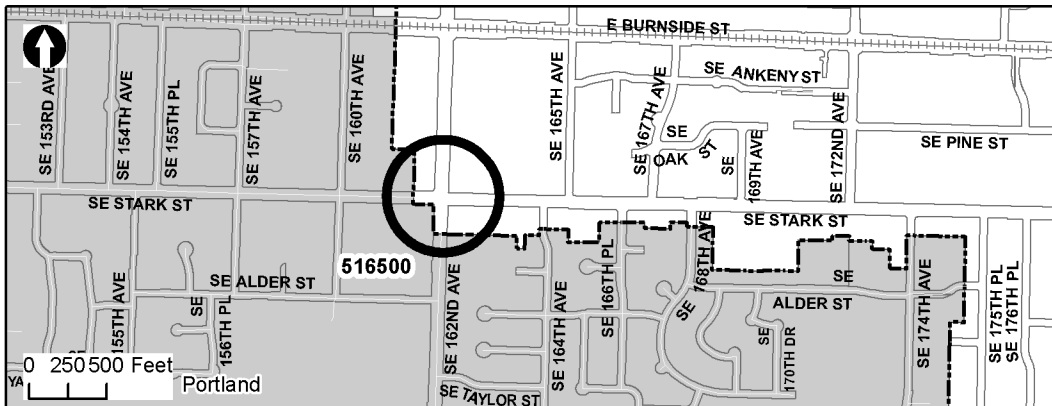 E BURNSIDE ST
SE ANKENY ST
SE 153RD AVE
SE 154TH AVE
SE 155TH PL
SE 157TH AVE
SE 160TH AVE
SE 165TH AVE
SE 167TH AVE
SE
OAK
ST
SE
169TH AVE
SE 172ND AVE
SE PINE ST
SE STARK ST
SE STARK ST
516500
SE ALDER ST
SE
155TH AVE
SE
156TH PL
SE 162ND AVE
SE 164TH AVE
SE 166TH PL
SE
168TH AVE
SE
ALDER ST
SE
170TH DR
SE 174TH AVE
SE 175TH PL
SE 176TH PL
SE TAYLOR ST
0 250 500 Feet
Portland